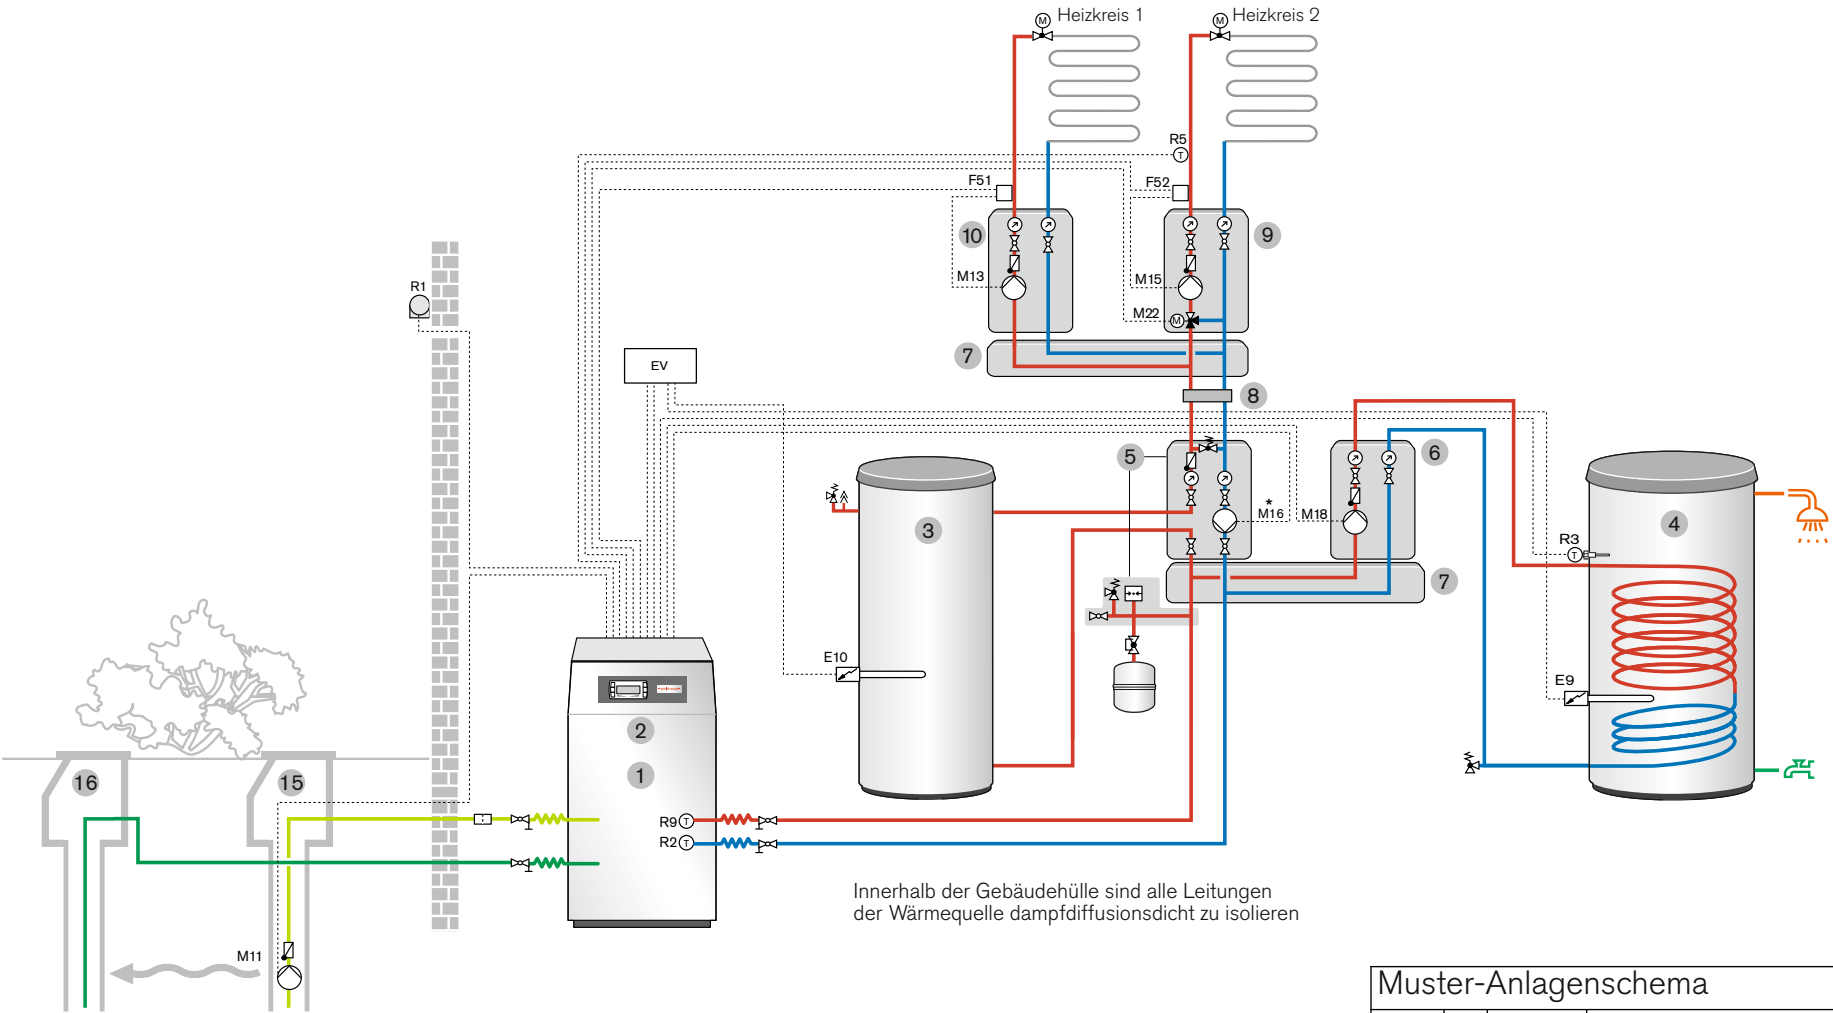 M Heizkreis 1
M Heizkreis 2
R5
T
F51
F52
10
9
M13
M15
R1
M22
M
7
EV
8
5
6
*
M16
M18
3
4
R3
T
7
E10
E9
2
1
16
15
R9 T
R2 T
M11
Innerhalb der Gebäudehülle sind alle Leitungen
der Wärmequelle dampfdiffusionsdicht zu isolieren
Muster-Anlagenschema